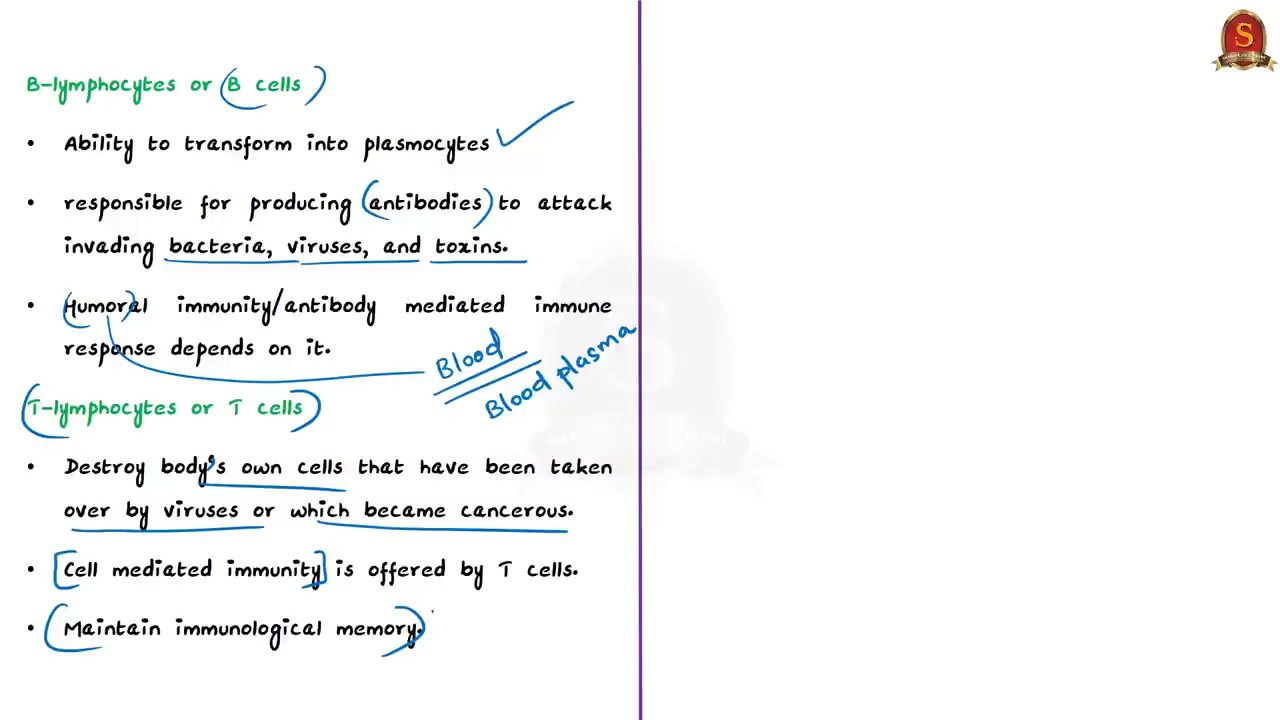 B-lymphocytes or (B cells)
• Ability to transform into plasmocytes
• responsible for producing (antibodies) to attack
invading bacteria, viruses, and toxins.
• Humoral immunity/antibody mediated immune
response depends on it.
Blood
Blood plasma
T-lymphocytes or T cells
• Destroy body's own cells that have been taken
over by viruses or which became cancerous.
• [Cell mediated immunity] is offered by T cells.
• (Maintain immunological memory.)
S